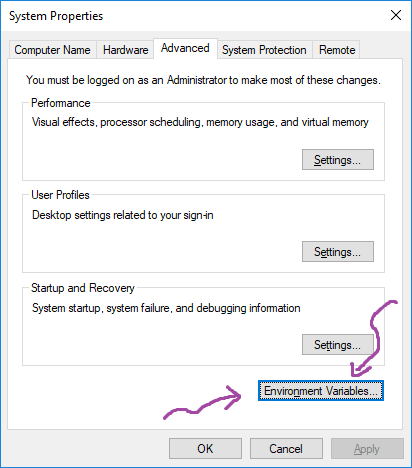 System Properties
Computer Name Hardware Advanced System Protection Remote
You must be logged on as an Administrator to make most of these changes.
Performance
Visual effects, processor scheduling, memory usage, and virtual memory
Settings...
User Profiles
Desktop settings related to your sign-in
Settings...
Startup and Recovery
System startup, system failure, and debugging information
Settings...
Environment Variables...
OK Cancel Apply